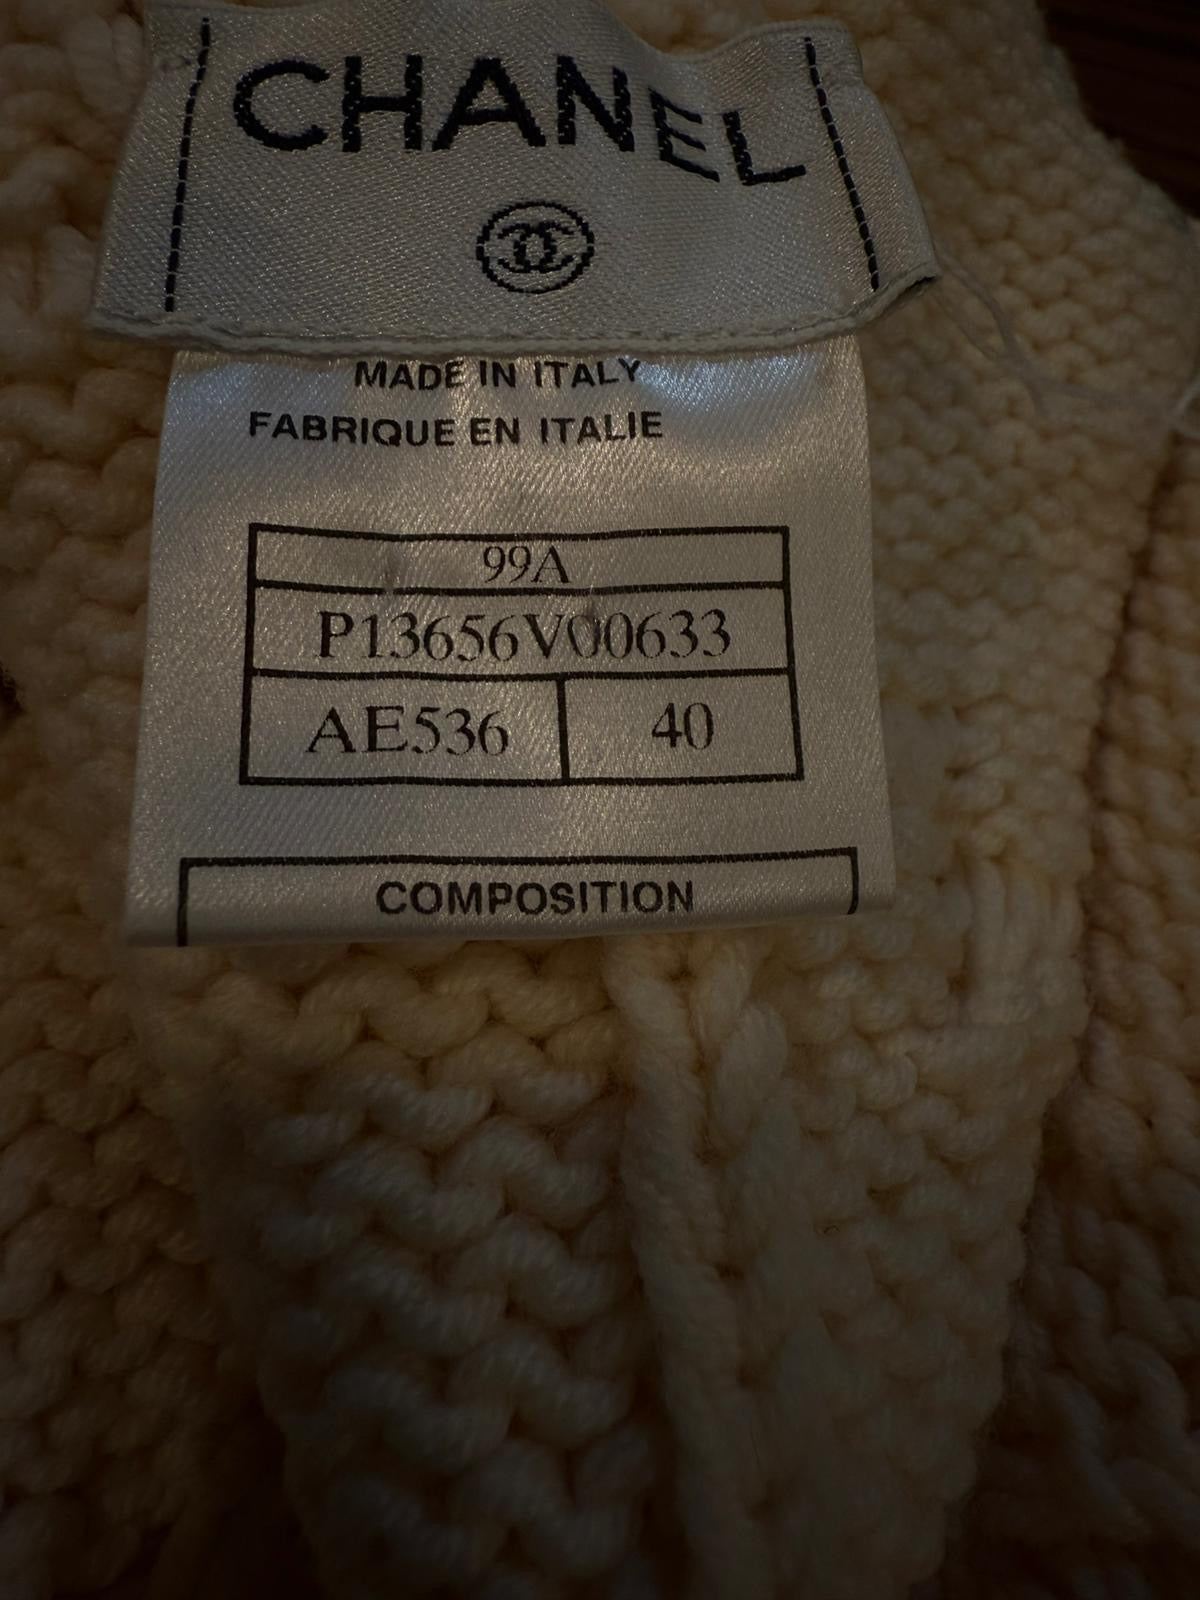 CHANEL
MADE IN ITALY
FABRIQUE EN ITALIE
99A
P13656V00633
AE536 40
COMPOSITION